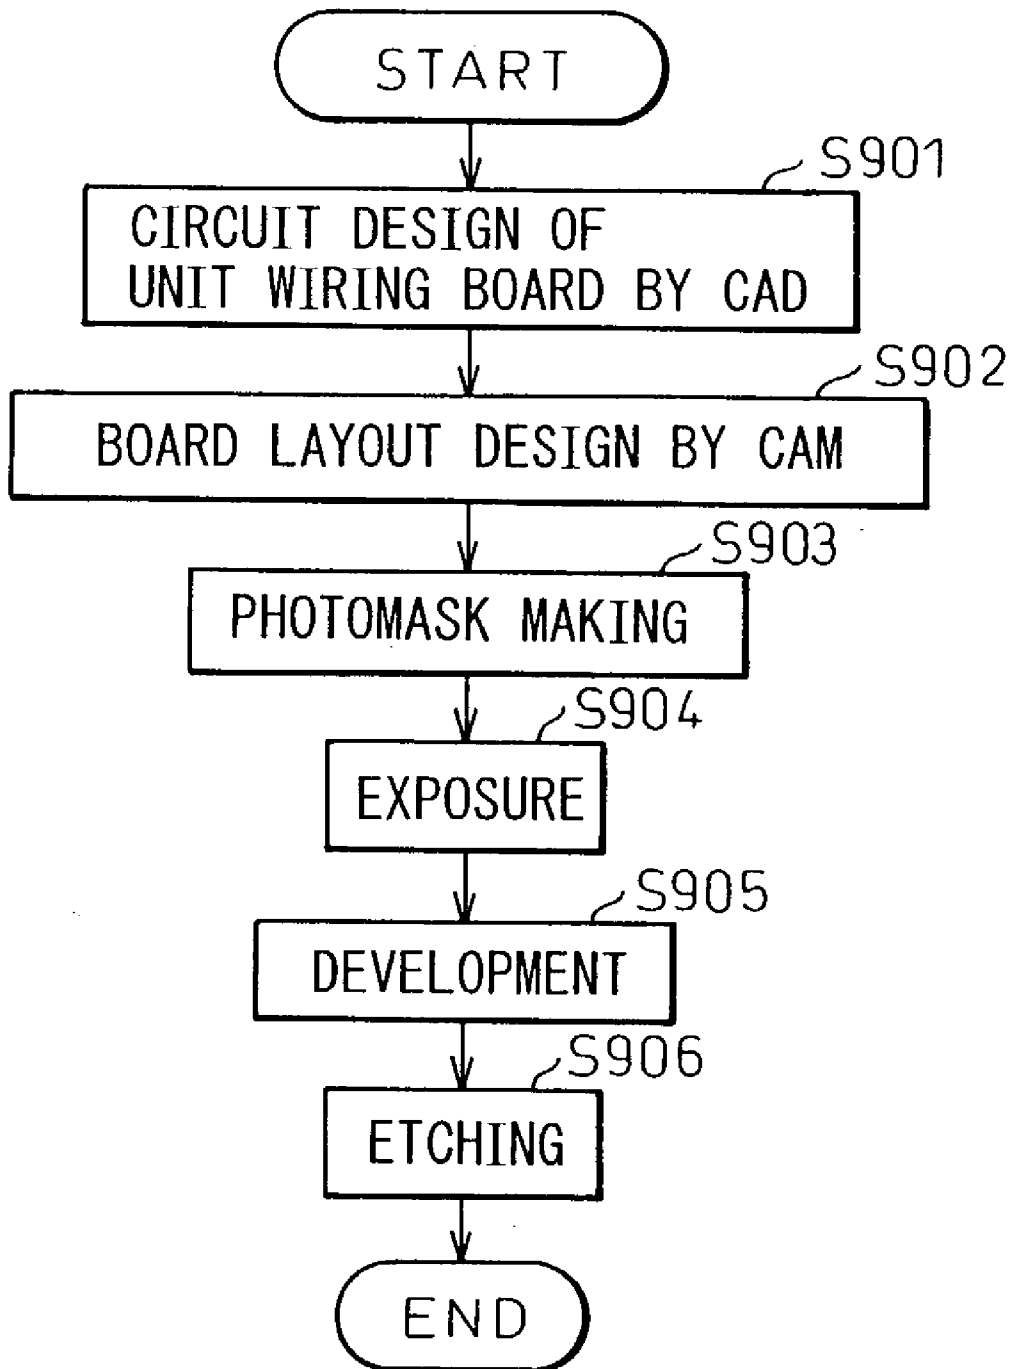 START
S901
CIRCUIT DESIGN OF
UNIT WIRING BOARD BY CAD
S902
BOARD LAYOUT DESIGN BY CAM
S903
PHOTOMASK MAKING
S904
EXPOSURE
S905
DEVELOPMENT
S906
ETCHING
END